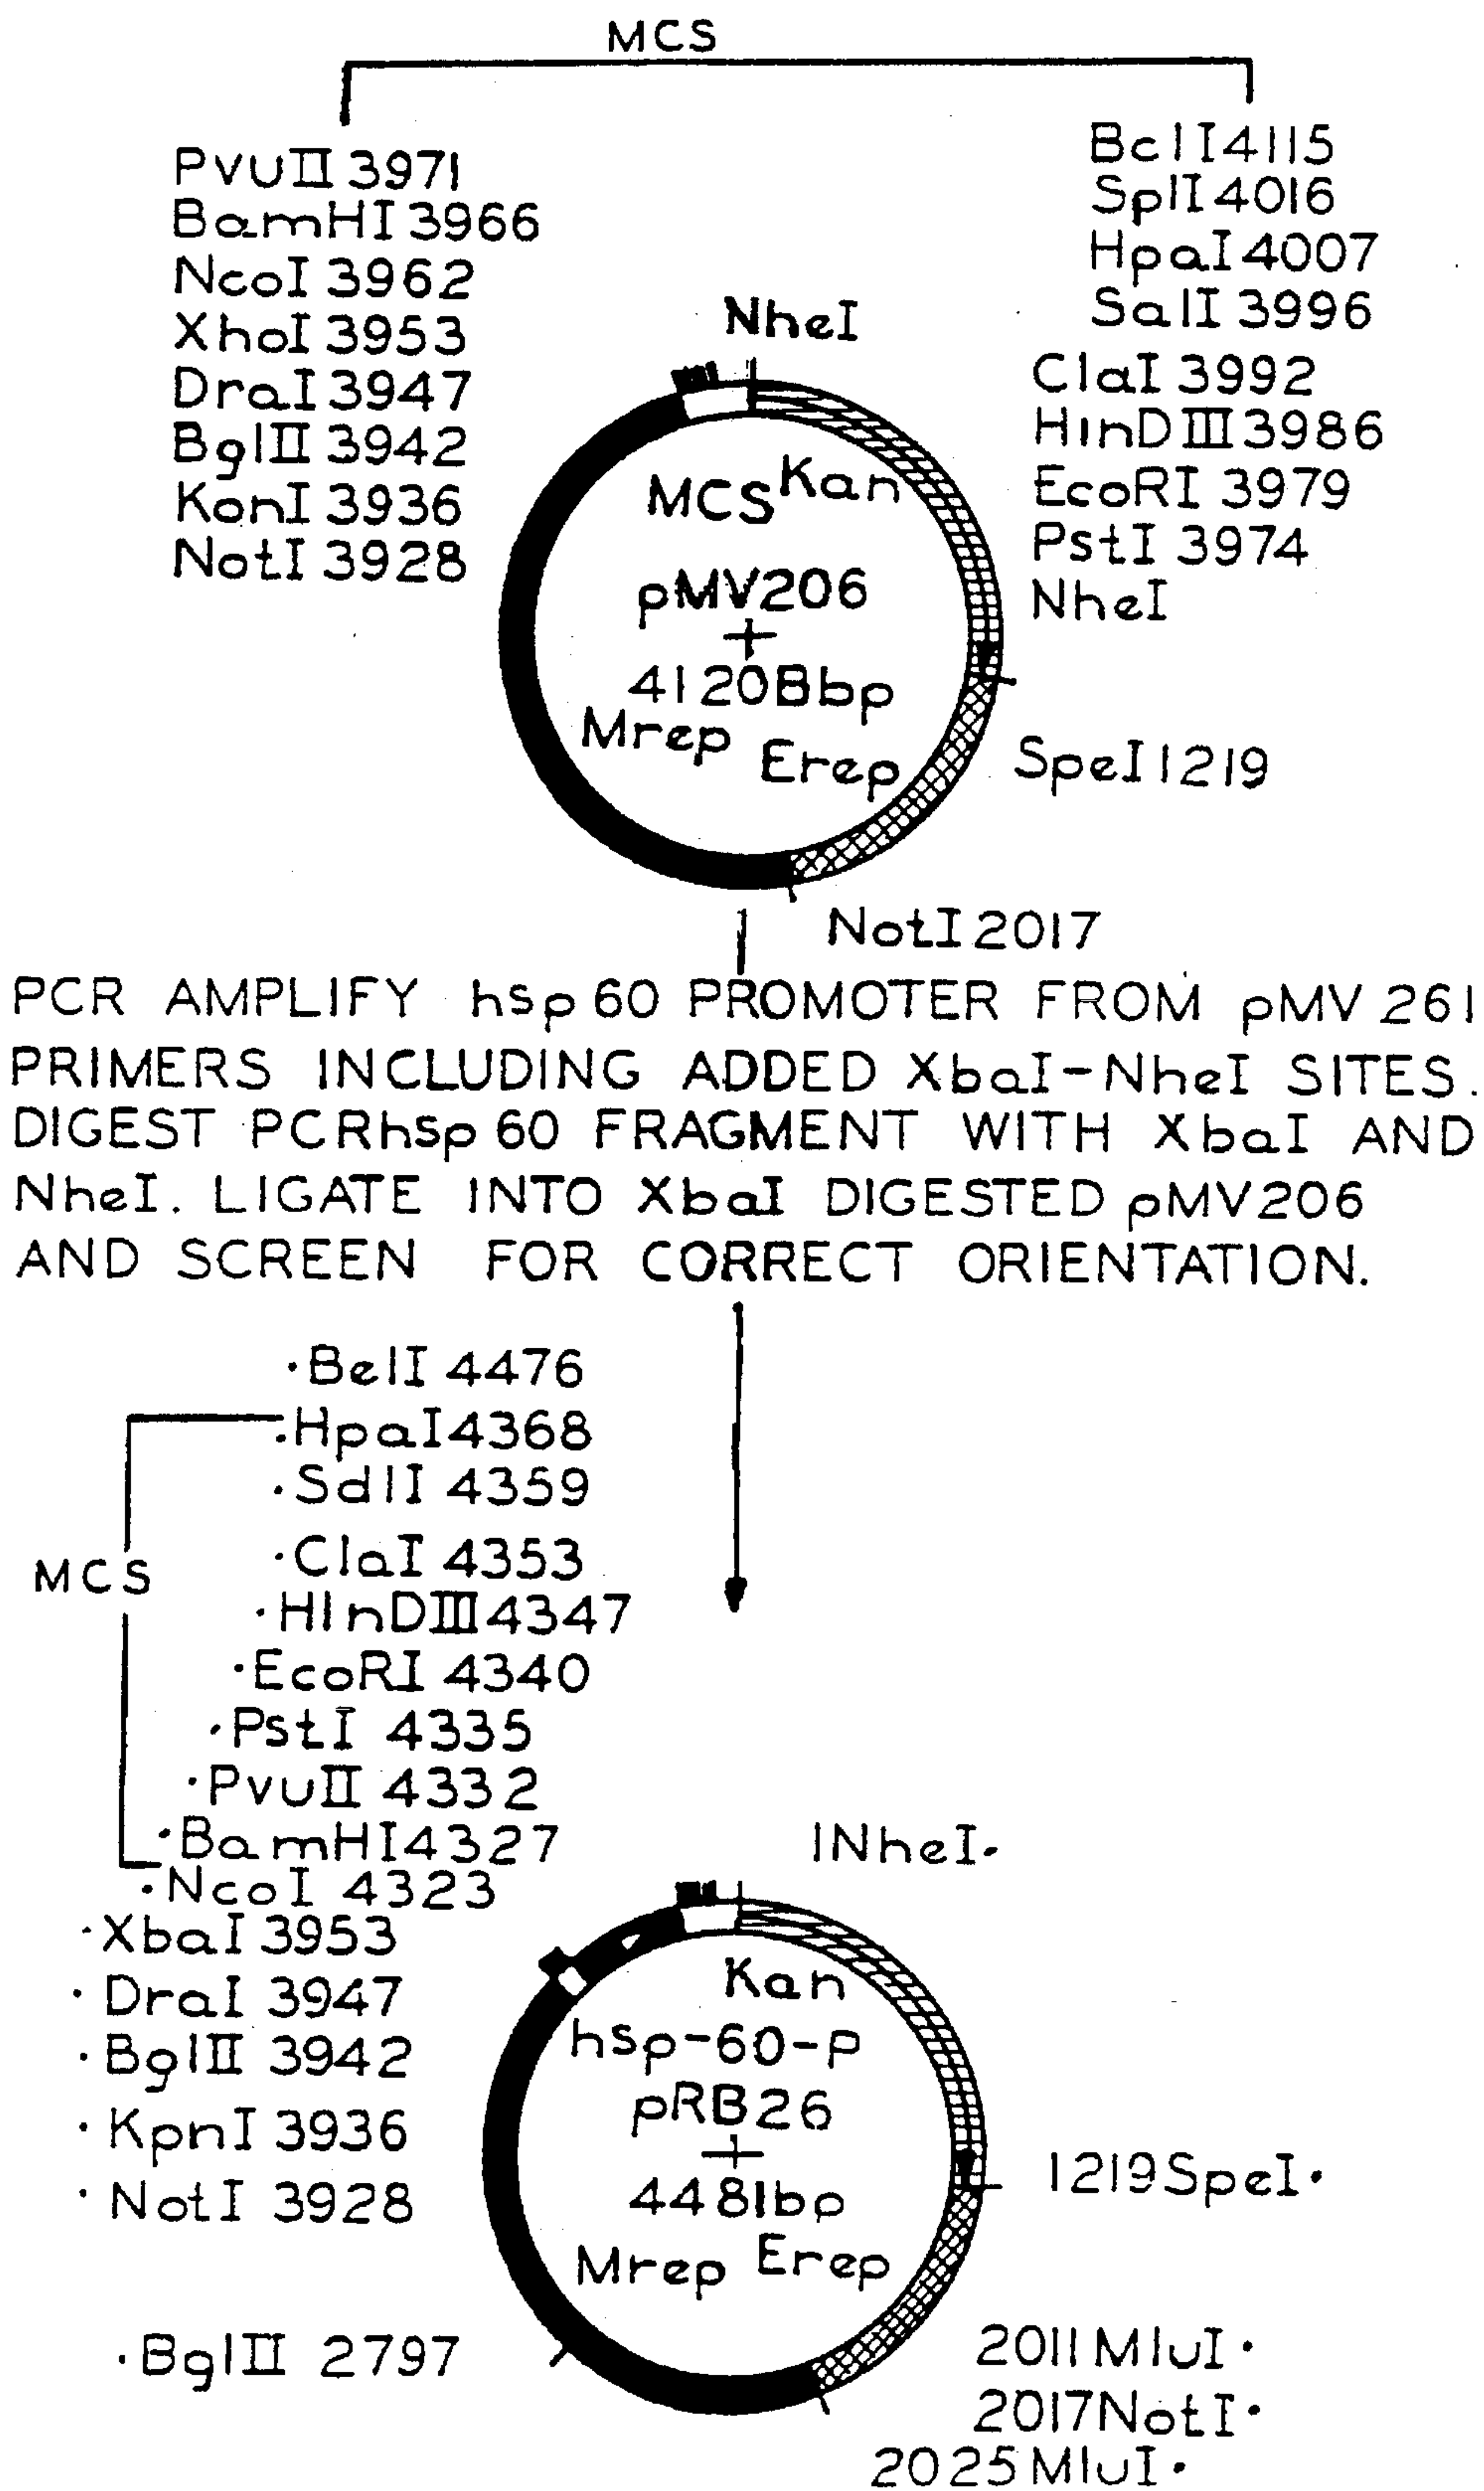 MCS
PvuII 3971
BamHI 3966
NcoI 3962
XhoI 3953
DraI 3947
BglII 3942
KonI 3936
NotI 3928
BclI 4115
SplI 4016
HpaI 4007
SalI 3996
ClaI 3992
HinDIII 3986
EcoRI 3979
PstI 3974
NheI
NheI
MCS Kan
pMV206
+
4120Bbp
Mrep Erep
SpeI 1219
NotI 2017
PCR AMPLIFY hsp 60 PROMOTER FROM pMV 261
PRIMERS INCLUDING ADDED XbaI-NheI SITES.
DIGEST PCRhsp 60 FRAGMENT WITH XbaI AND
NheI. LIGATE INTO XbaI DIGESTED pMV206
AND SCREEN FOR CORRECT ORIENTATION.
MCS
·BelI 4476
·HpaI 4368
·SdlI 4359
·ClaI 4353
·HInDIII 4347
·EcoRI 4340
·PstI 4335
·PvuII 4332
·BamHI 4327
·NcoI 4323
·XbaI 3953
·DraI 3947
·BglII 3942
·KpnI 3936
·NotI 3928
·BglII 2797
1NheI·
Kan
hsp-60-P
pRB26
+
4481bp
Mrep Erep
1219SpeI·
2011MluI·
2017NotI·
2025MluI·